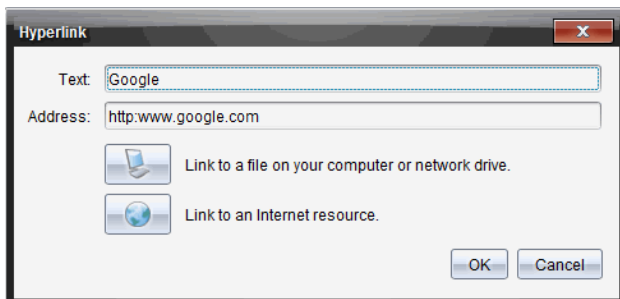 Hyperlink
Text: Google
Address: http:www.google.com
Link to a file on your computer or network drive.
Link to an Internet resource.
OK Cancel